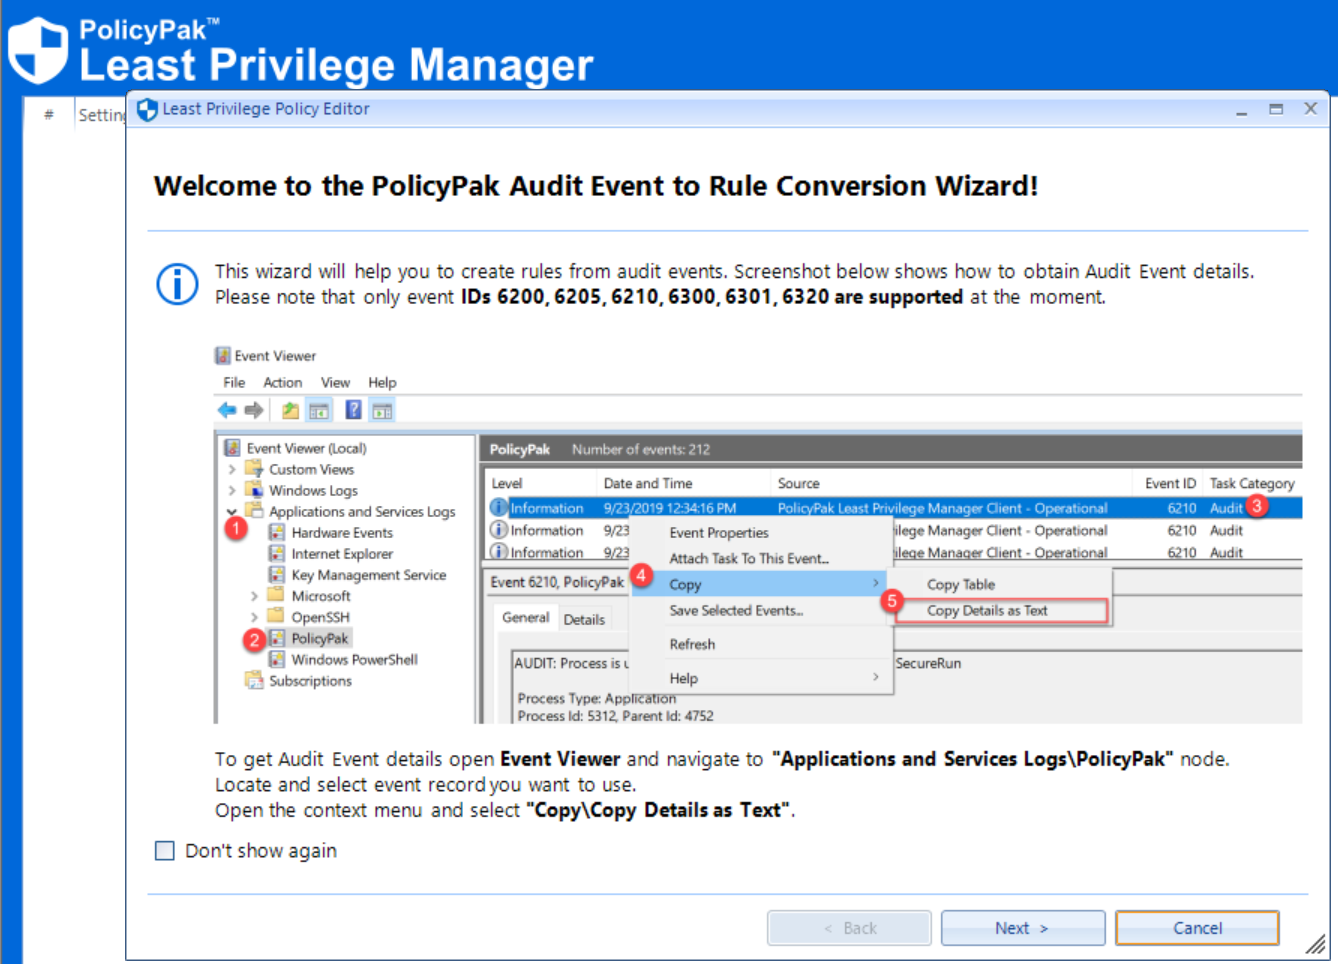 PolicyPak™
Least Privilege Manager
# Setting
Least Privilege Policy Editor
Welcome to the PolicyPak Audit Event to Rule Conversion Wizard!
This wizard will help you to create rules from audit events. Screenshot below shows how to obtain Audit Event details.
Please note that only event IDs 6200, 6205, 6210, 6300, 6301, 6320 are supported at the moment.
Event Viewer
File Action View Help
Event Viewer (Local)
Custom Views
Windows Logs
Applications and Services Logs
1
Hardware Events
Internet Explorer
Key Management Service
Microsoft
OpenSSH
2 PolicyPak
Windows PowerShell
Subscriptions
PolicyPak Number of events: 212
Level Date and Time Source Event ID Task Category
Information 9/23/2019 12:34:16 PM PolicyPak Least Privilege Manager Client - Operational 6210 Audit 3
Information 9/23 ilege Manager Client - Operational 6210 Audit
Information 9/23 ilege Manager Client - Operational 6210 Audit
Event 6210, PolicyPak
General Details
AUDIT: Process is u SecureRun
Process Type: Application
Process Id: 5312, Parent Id: 4752
Event Properties
Attach Task To This Event...
4 Copy
Save Selected Events...
Refresh
Help
Copy Table
5 Copy Details as Text
To get Audit Event details open Event Viewer and navigate to "Applications and Services Logs\PolicyPak" node.
Locate and select event record you want to use.
Open the context menu and select "Copy\Copy Details as Text".
Don't show again
< Back Next > Cancel